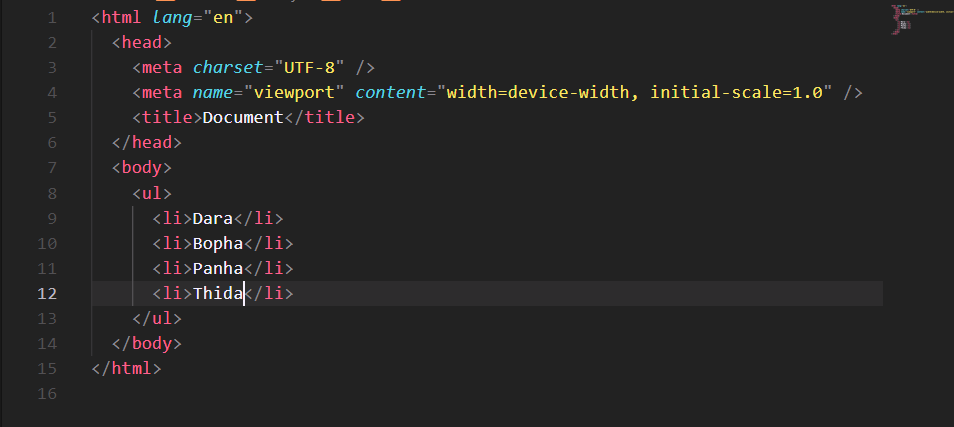 1 <html lang="en">
2 <head>
3 <meta charset="UTF-8" />
4 <meta name="viewport" content="width=device-width, initial-scale=1.0" />
5 <title>Document</title>
6 </head>
7 <body>
8 <ul>
9 <li>Dara</li>
10 <li>Bopha</li>
11 <li>Panha</li>
12 <li>Thida</li>
13 </ul>
14 </body>
15 </html>
16